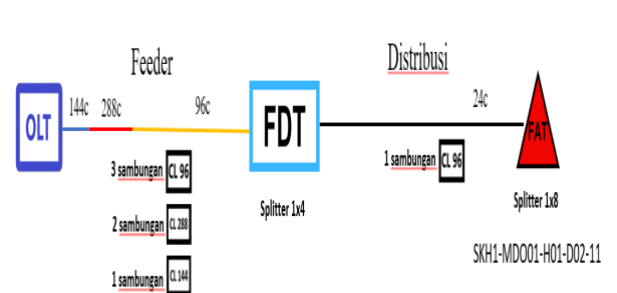 Feeder
Distribusi
144c
288c
96c
24c
OLT
FDT
FAT
3 sambungan CL 96
1 sambungan CL 96
Splitter 1x4
Splitter 1x8
2 sambungan CL 288
SKH1-MDO01-H01-D02-11
1 sambungan CL 144